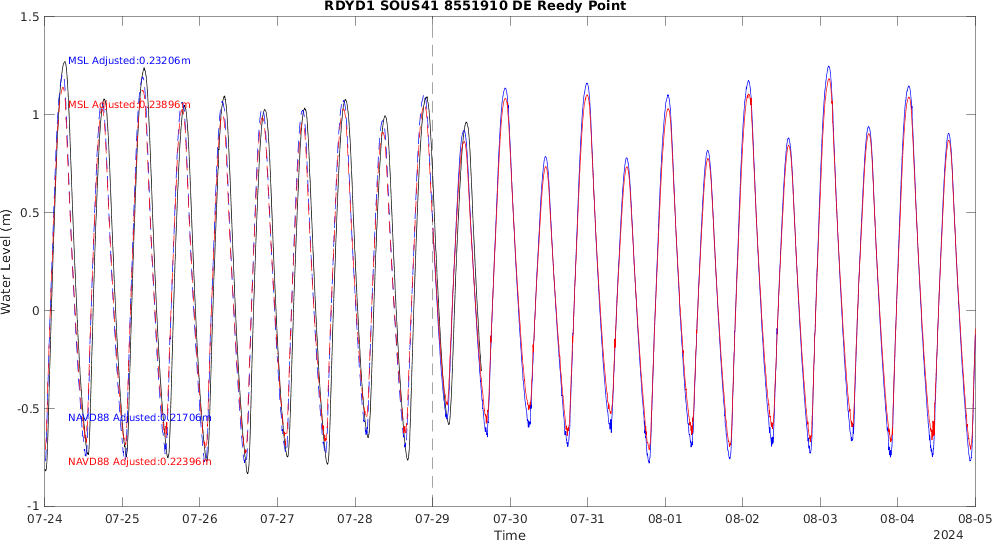 RDYD1 SOUS41 8551910 DE Reedy Point
1.5
MSL Adjusted:0.23206m
MSL Adjusted:0.23896m
1
0.5
Water Level (m)
0
-0.5
NAVD88 Adjusted:0.21706m
NAVD88 Adjusted:0.22396m
-1
07-24 07-25 07-26 07-27 07-28 07-29 07-30 07-31 08-01 08-02 08-03 08-04 08-05
Time
2024